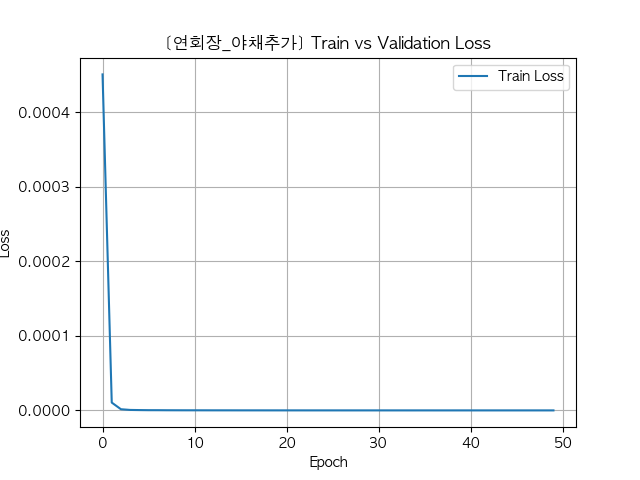 [연회장_야채추가] Train vs Validation Loss
Train Loss
Loss
0.0004
0.0003
0.0002
0.0001
0.0000
0 10 20 30 40 50
Epoch